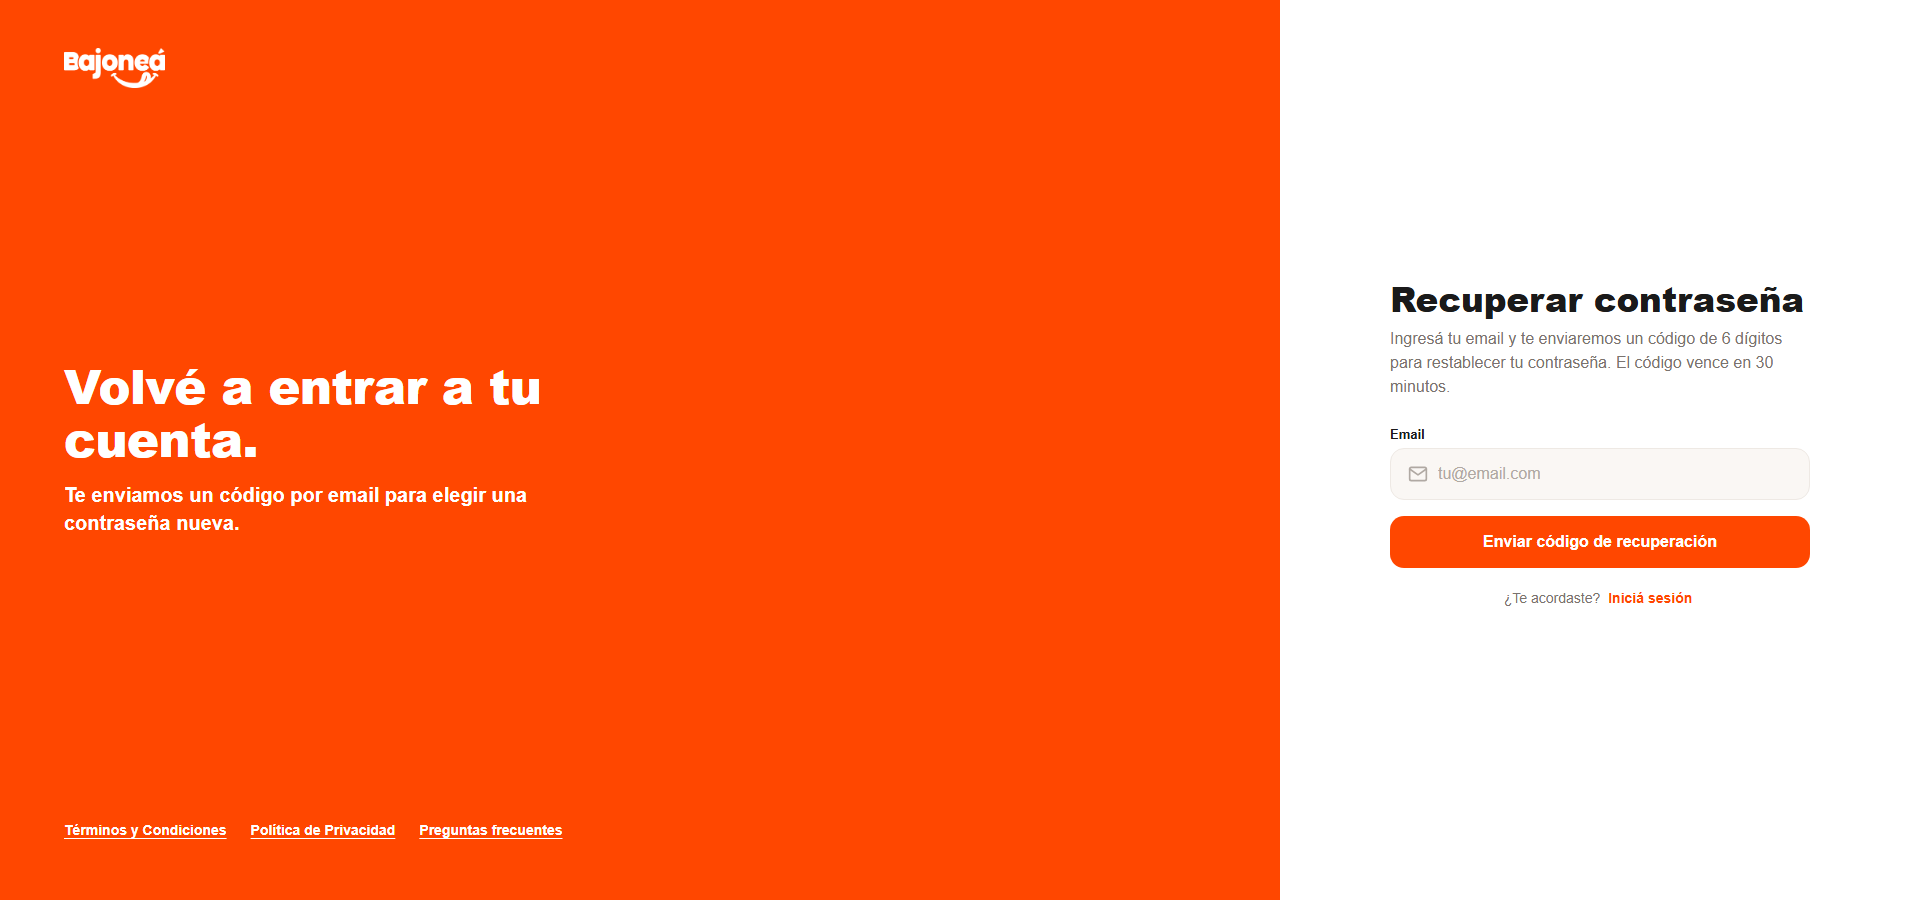 Bajoneá
Volvé a entrar a tu
cuenta.
Te enviamos un código por email para elegir una
contraseña nueva.
Términos y Condiciones
Política de Privacidad
Preguntas frecuentes
Recuperar contraseña
Ingresá tu email y te enviaremos un código de 6 dígitos
para restablecer tu contraseña. El código vence en 30
minutos.
Email
tu@email.com
Enviar código de recuperación
¿Te acordaste? Iniciá sesión